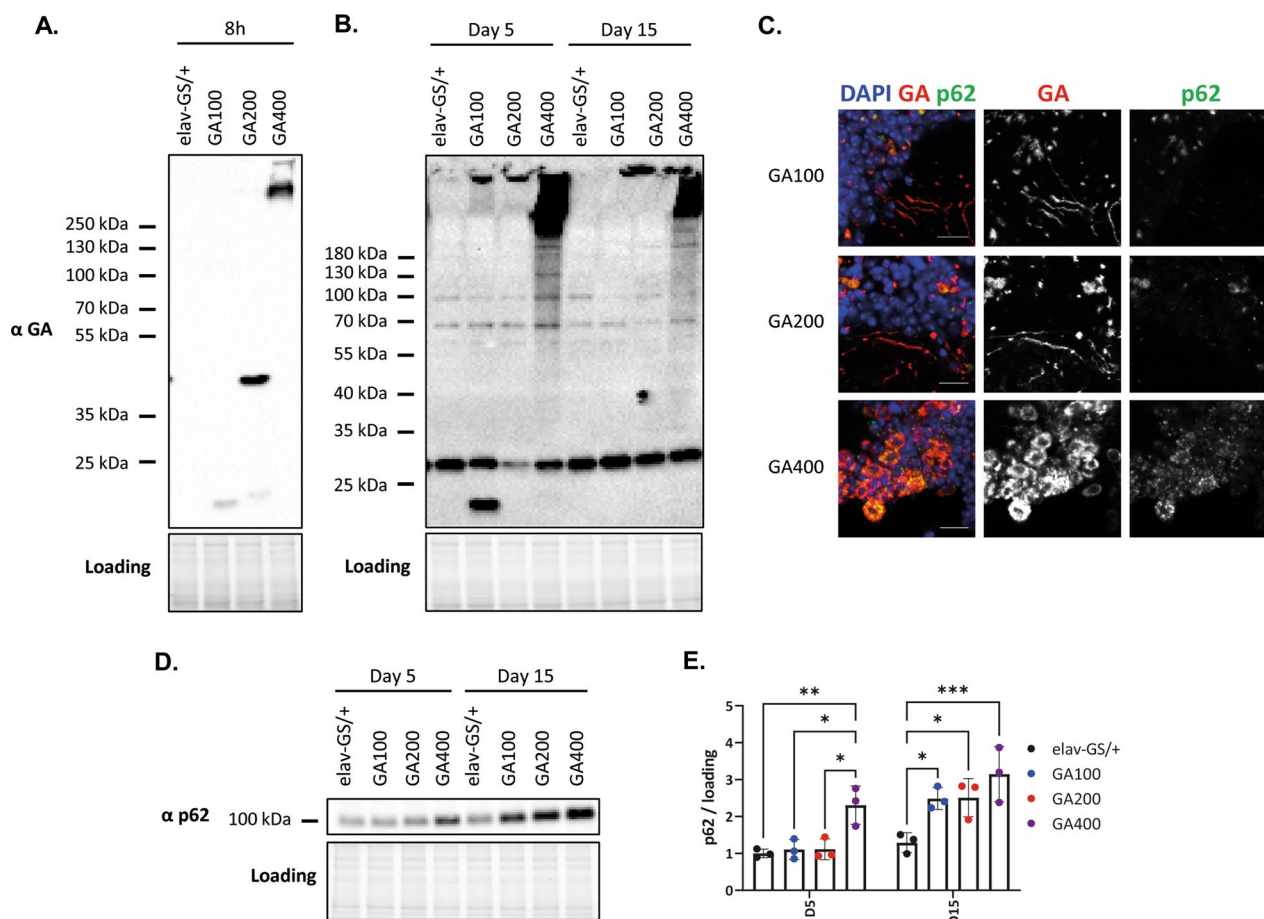 A.
8h
elav-GS/+
GA100
GA200
GA400
250 kDa
130 kDa
100 kDa
70 kDa
55 kDa
35 kDa
25 kDa
α GA
Loading
B.
Day 5
Day 15
elav-GS/+
GA100
GA200
GA400
elav-GS/+
GA100
GA200
GA400
180 kDa
130 kDa
100 kDa
70 kDa
55 kDa
40 kDa
35 kDa
25 kDa
Loading
C.
DAPI GA p62
GA
p62
GA100
GA200
GA400
D.
Day 5
Day 15
elav-GS/+
GA100
GA200
GA400
elav-GS/+
GA100
GA200
GA400
α p62
100 kDa
Loading
E.
**
*
*
***
*
*
p62 / loading
5
4
3
2
1
0
D5
D15
elav-GS/+
GA100
GA200
GA400